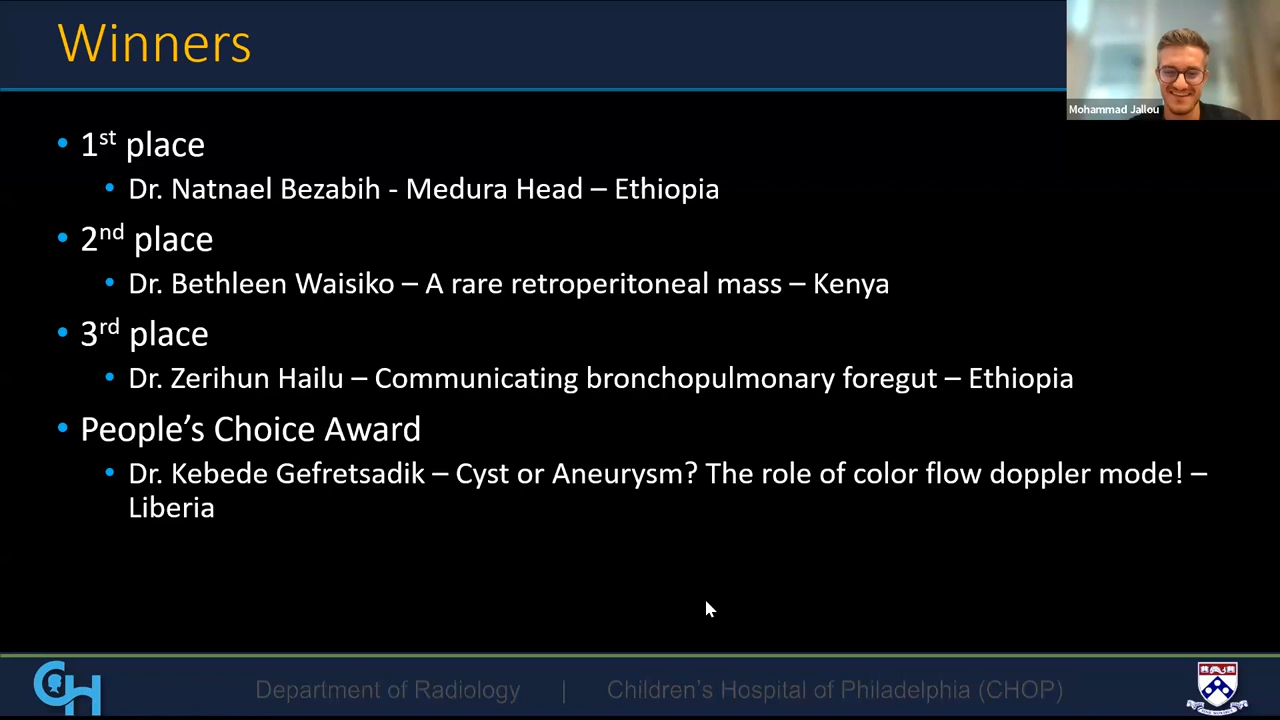 Winners
Mohammad Jallou
• 1st place
• Dr. Natnael Bezabih - Medura Head – Ethiopia
• 2nd place
• Dr. Bethleen Waisiko – A rare retroperitoneal mass – Kenya
• 3rd place
• Dr. Zerihun Hailu – Communicating bronchopulmonary foregut – Ethiopia
• People’s Choice Award
• Dr. Kebede Gefretsadik – Cyst or Aneurysm? The role of color flow doppler mode! –
Liberia
CH
Department of Radiology | Children’s Hospital of Philadelphia (CHOP)